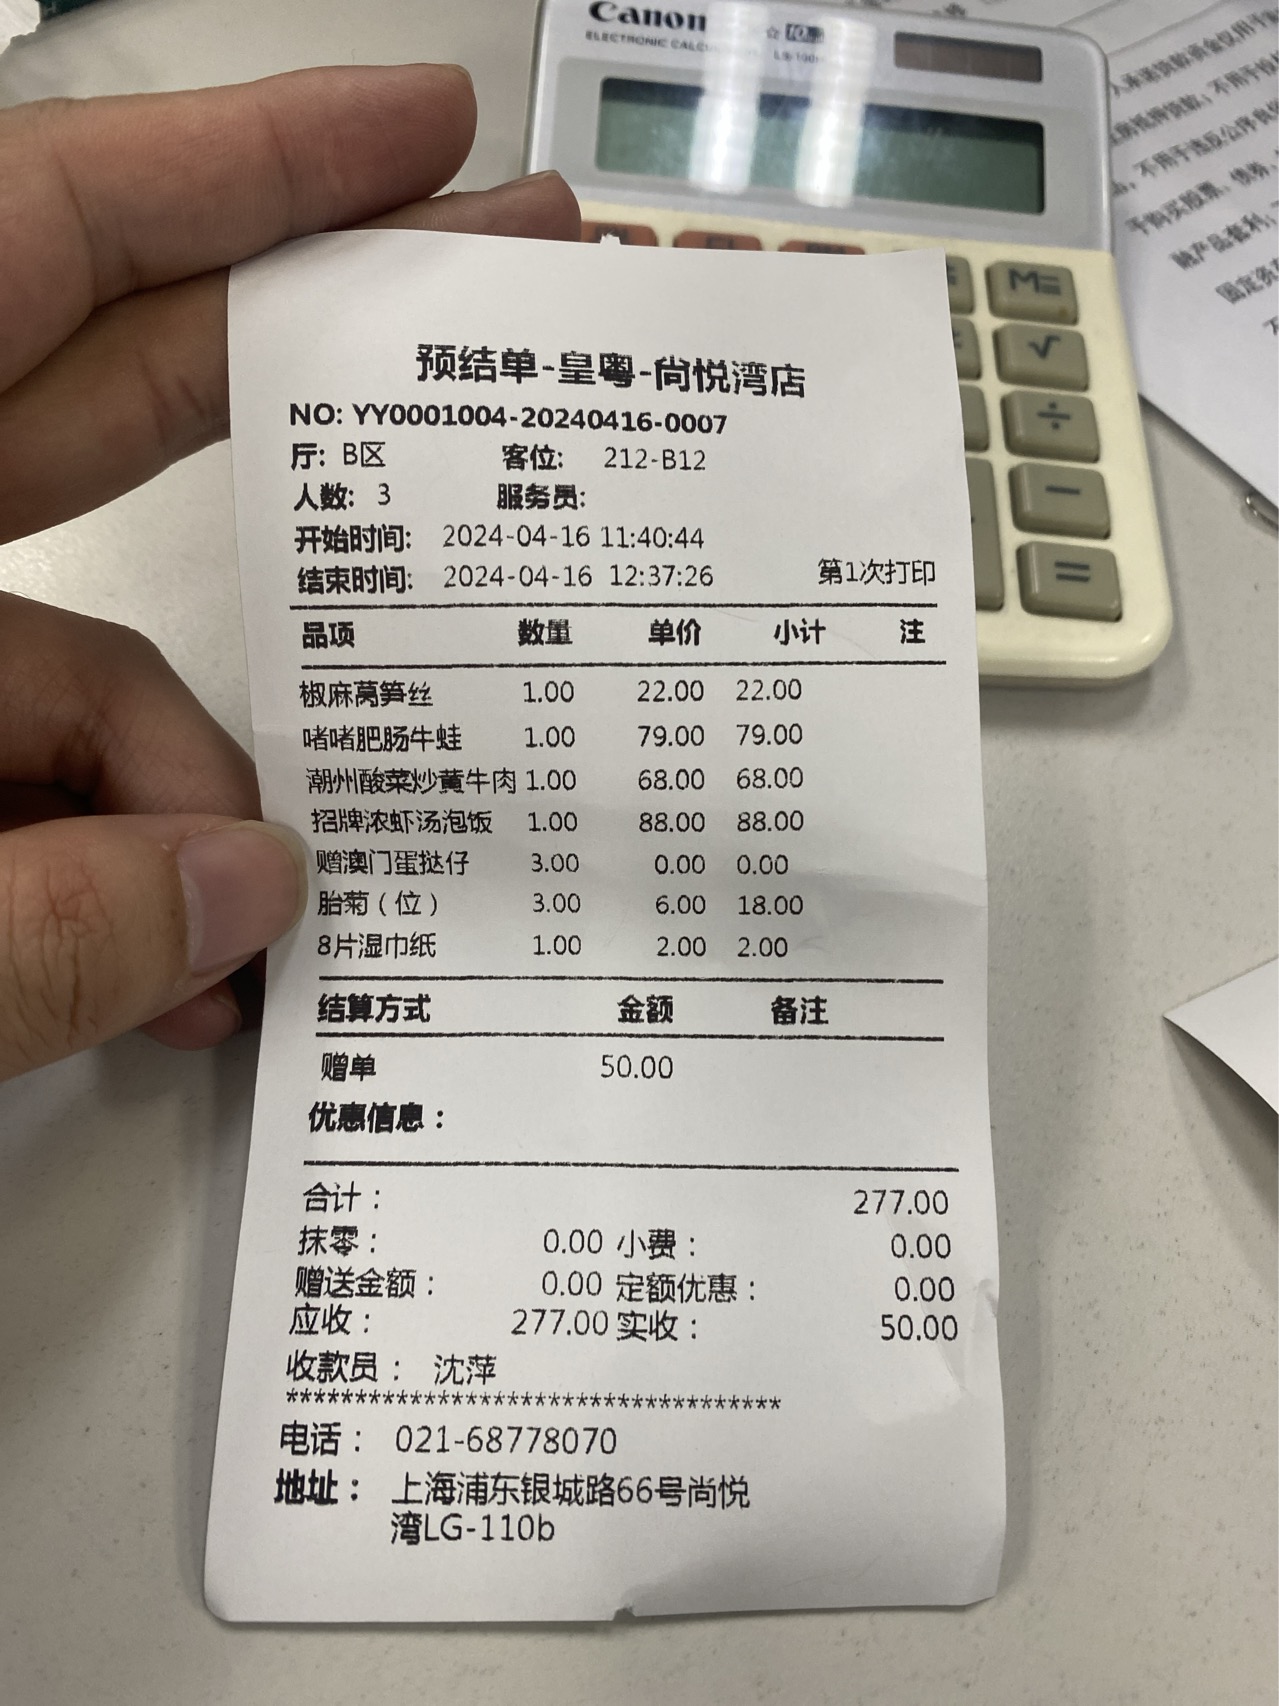 Canon
ELECTRONIC CALC
M=
√
÷
−
=
预结单-皇粤-尚悦湾店
NO: YY0001004-20240416-0007
厅: B区 客位: 212-B12
人数: 3 服务员:
开始时间: 2024-04-16 11:40:44
结束时间: 2024-04-16 12:37:26 第1次打印
品项 数量 单价 小计 注
椒麻莴笋丝 1.00 22.00 22.00
啫啫肥肠牛蛙 1.00 79.00 79.00
潮州酸菜炒黄牛肉 1.00 68.00 68.00
招牌浓虾汤泡饭 1.00 88.00 88.00
赠澳门蛋挞仔 3.00 0.00 0.00
胎菊（位） 3.00 6.00 18.00
8片湿巾纸 1.00 2.00 2.00
结算方式 金额 备注
赠单 50.00
优惠信息：
合计： 277.00
抹零： 0.00 小费： 0.00
赠送金额： 0.00 定额优惠： 0.00
应收： 277.00 实收： 50.00
收款员： 沈萍
************************************
电话： 021-68778070
地址： 上海浦东银城路66号尚悦
湾LG-110b